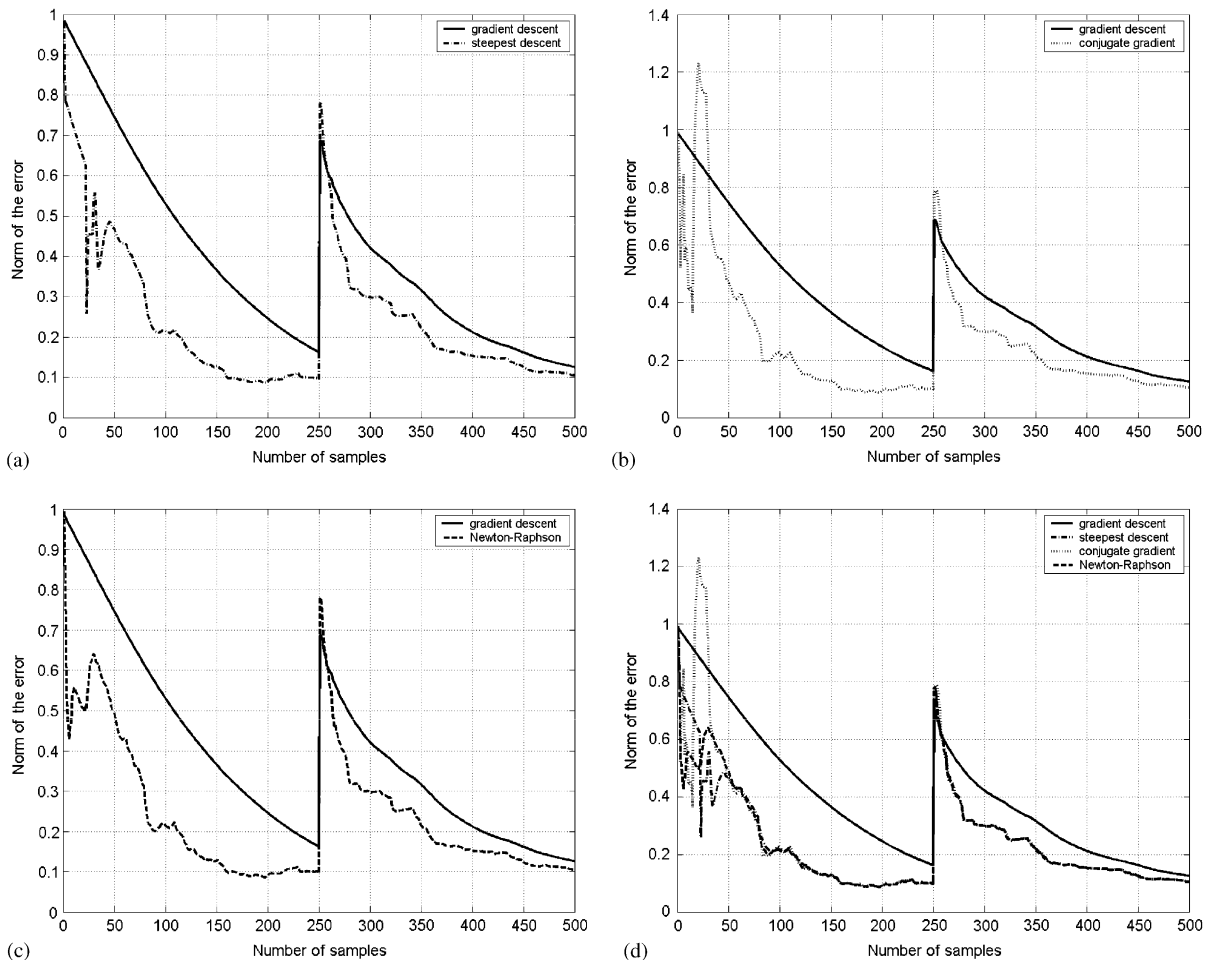 gradient descent
steepest descent
1
0.9
0.8
0.7
0.6
0.5
0.4
0.3
0.2
0.1
0
Norm of the error
0 50 100 150 200 250 300 350 400 450 500
Number of samples
(a)
gradient descent
conjugate gradient
1.4
1.2
1
0.8
0.6
0.4
0.2
0
Norm of the error
0 50 100 150 200 250 300 350 400 450 500
Number of samples
(b)
gradient descent
Newton-Raphson
1
0.9
0.8
0.7
0.6
0.5
0.4
0.3
0.2
0.1
0
Norm of the error
0 50 100 150 200 250 300 350 400 450 500
Number of samples
(c)
gradient descent
steepest descent
conjugate gradient
Newton-Raphson
1.4
1.2
1
0.8
0.6
0.4
0.2
0
Norm of the error
0 50 100 150 200 250 300 350 400 450 500
Number of samples
(d)